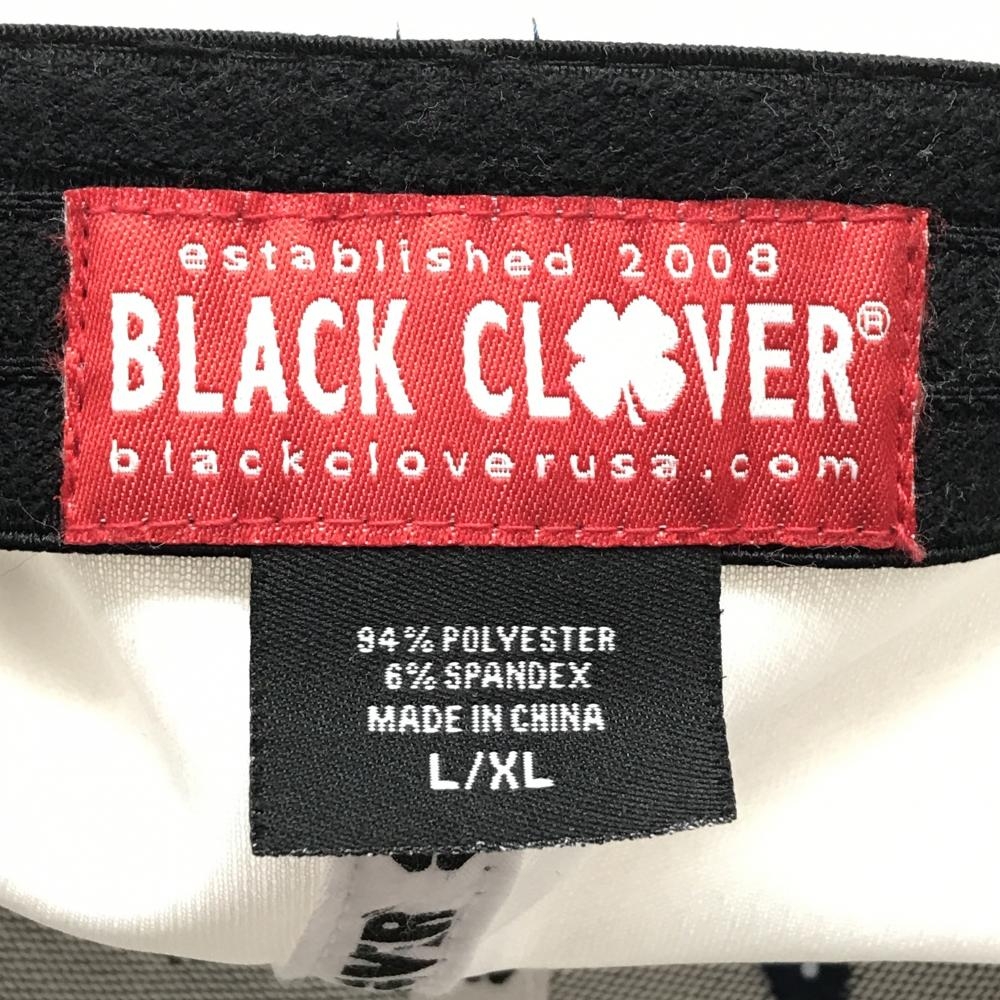 established 2008
BLACK CLOVER®
blackcloverusa.com
94% POLYESTER
6% SPANDEX
MADE IN CHINA
L/XL